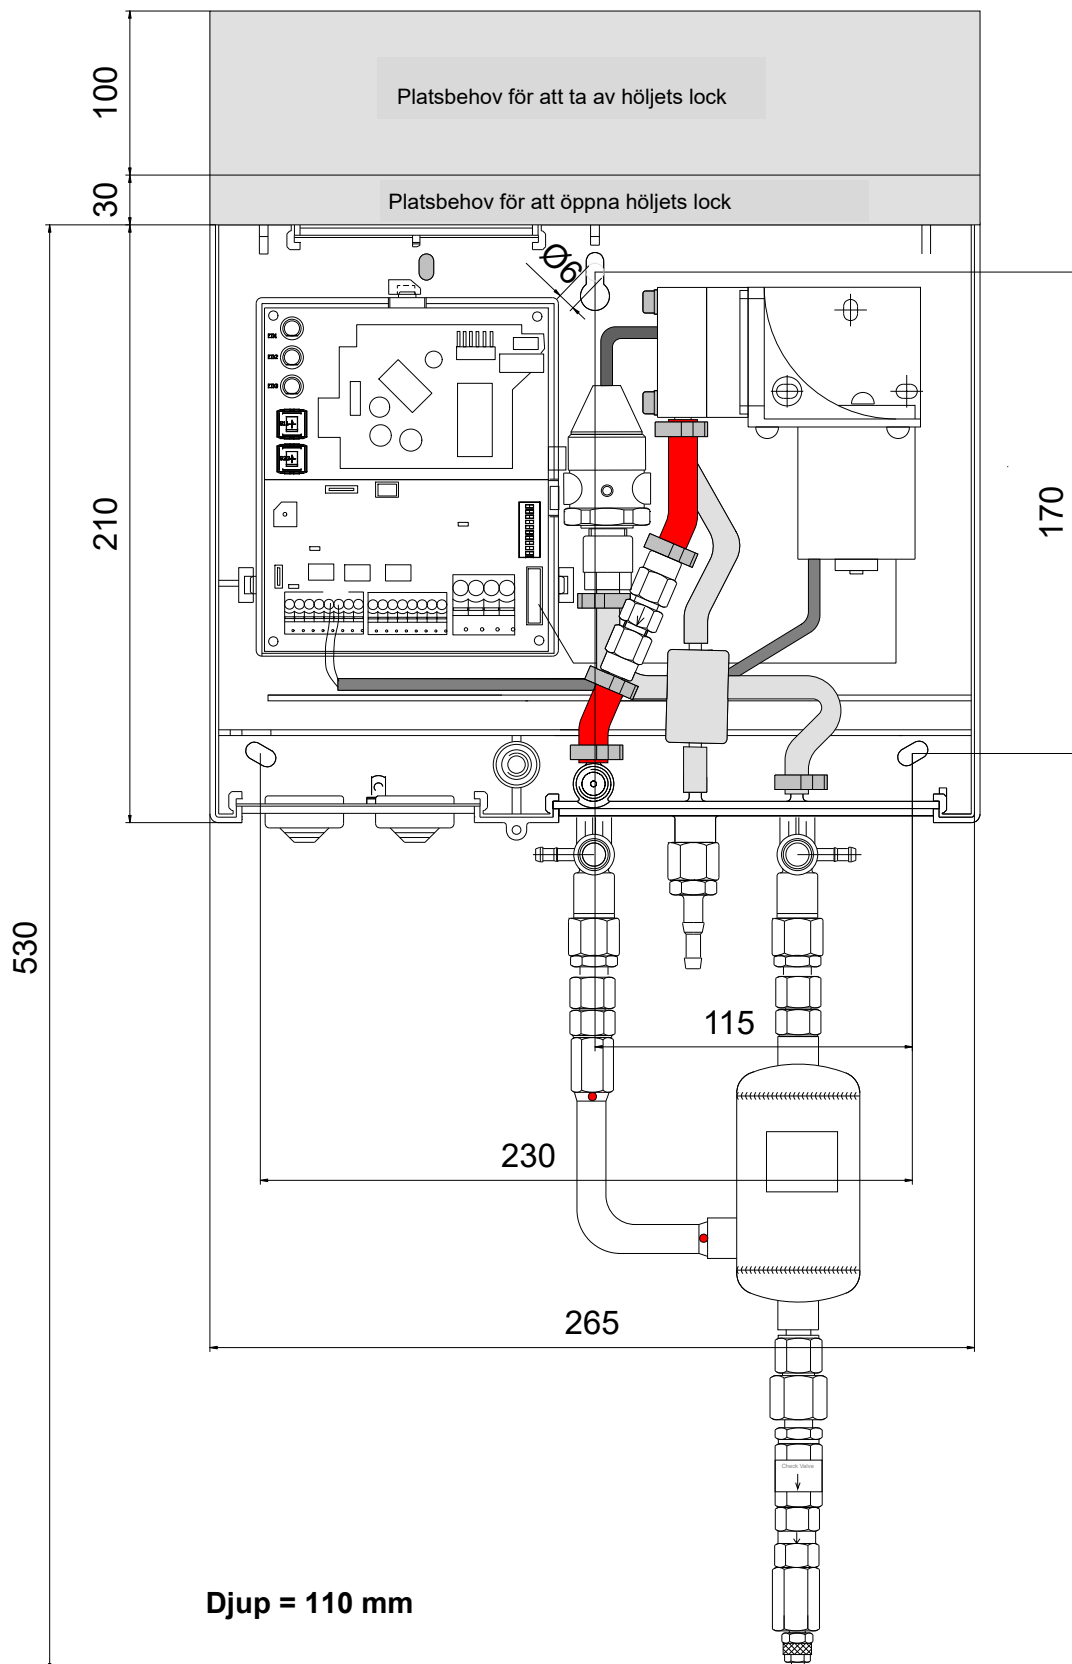 100
Platsbehov för att ta av höljets lock
30
Platsbehov för att öppna höljets lock
Ø6
210
170
530
115
230
265
Check Valve
Djup = 110 mm